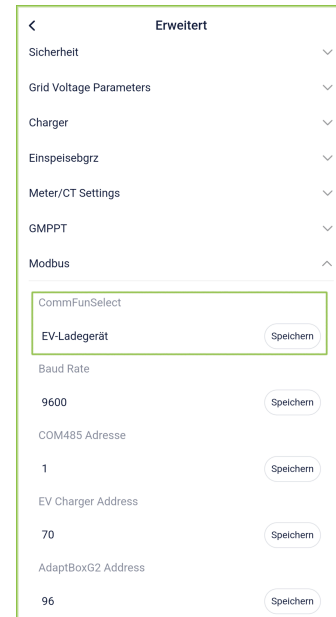 Erweitert
Sicherheit
Grid Voltage Parameters
Charger
Einspeisebgrz
Meter/CT Settings
GMPPT
Modbus
CommFunSelect
EV-Ladegerät Speichern
Baud Rate
9600 Speichern
COM485 Adresse
1 Speichern
EV Charger Address
70 Speichern
AdaptBoxG2 Address
96 Speichern